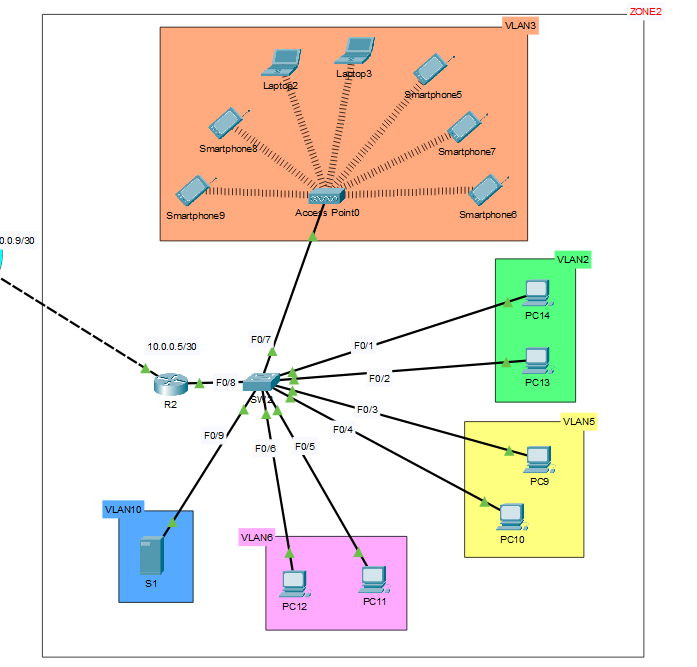 ZONE2
VLAN3
Laptop2
Laptop3
Smartphone5
Smartphone8
Smartphone7
Smartphone9
Access Point0
Smartphone6
0.0.9/30
VLAN2
PC14
10.0.0.5/30
F0/7
F0/1
PC13
F0/8
F0/2
R2
SW2
F0/3
VLAN5
F0/9
F0/6
F0/5
F0/4
PC9
VLAN10
PC10
VLAN6
S1
PC12
PC11